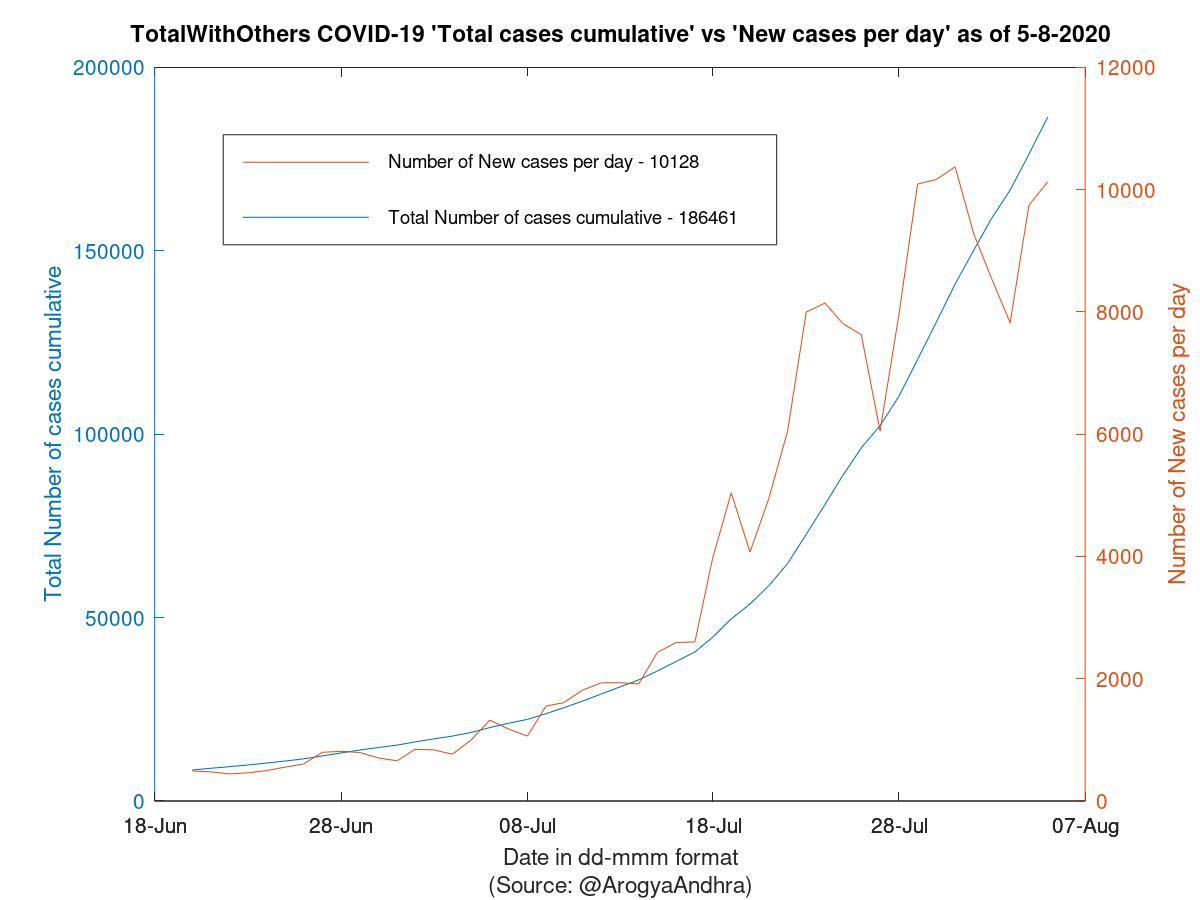 TotalWithOthers COVID-19 'Total cases cumulative' vs 'New cases per day' as of 5-8-2020
200000
150000
100000
50000
0
Total Number of cases cumulative
Number of New cases per day - 10128
Total Number of cases cumulative - 186461
12000
10000
8000
6000
4000
2000
0
Number of New cases per day
18-Jun 28-Jun 08-Jul 18-Jul 28-Jul 07-Aug
Date in dd-mmm format
(Source: @ArogyaAndhra)